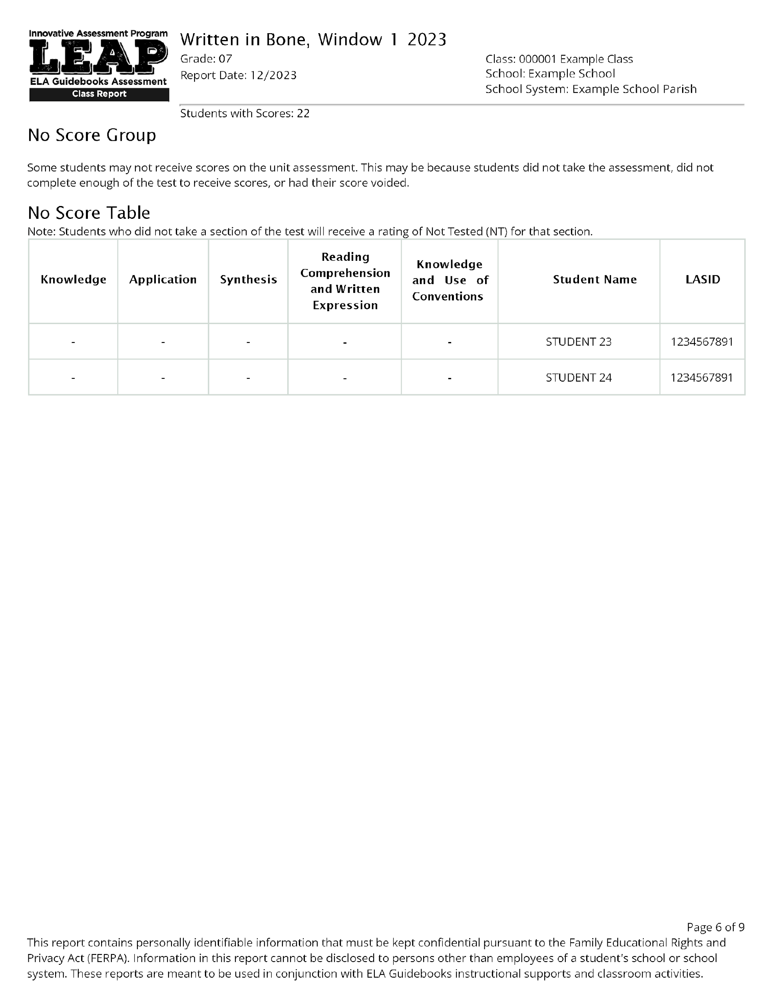 Innovative Assessment Program
LEAP
ELA Guidebooks Assessment
Class Report
Written in Bone, Window 1 2023
Grade: 07
Report Date: 12/2023
Class: 000001 Example Class
School: Example School
School System: Example School Parish
Students with Scores: 22
No Score Group
Some students may not receive scores on the unit assessment. This may be because students did not take the assessment, did not
complete enough of the test to receive scores, or had their score voided.
No Score Table
Note: Students who did not take a section of the test will receive a rating of Not Tested (NT) for that section.
Knowledge
Application
Synthesis
Reading
Comprehension
and Written
Expression
Knowledge
and Use of
Conventions
Student Name
LASID
- - - - - STUDENT 23 1234567891
- - - - - STUDENT 24 1234567891
Page 6 of 9
This report contains personally identifiable information that must be kept confidential pursuant to the Family Educational Rights and
Privacy Act (FERPA). Information in this report cannot be disclosed to persons other than employees of a student's school or school
system. These reports are meant to be used in conjunction with ELA Guidebooks instructional supports and classroom activities.